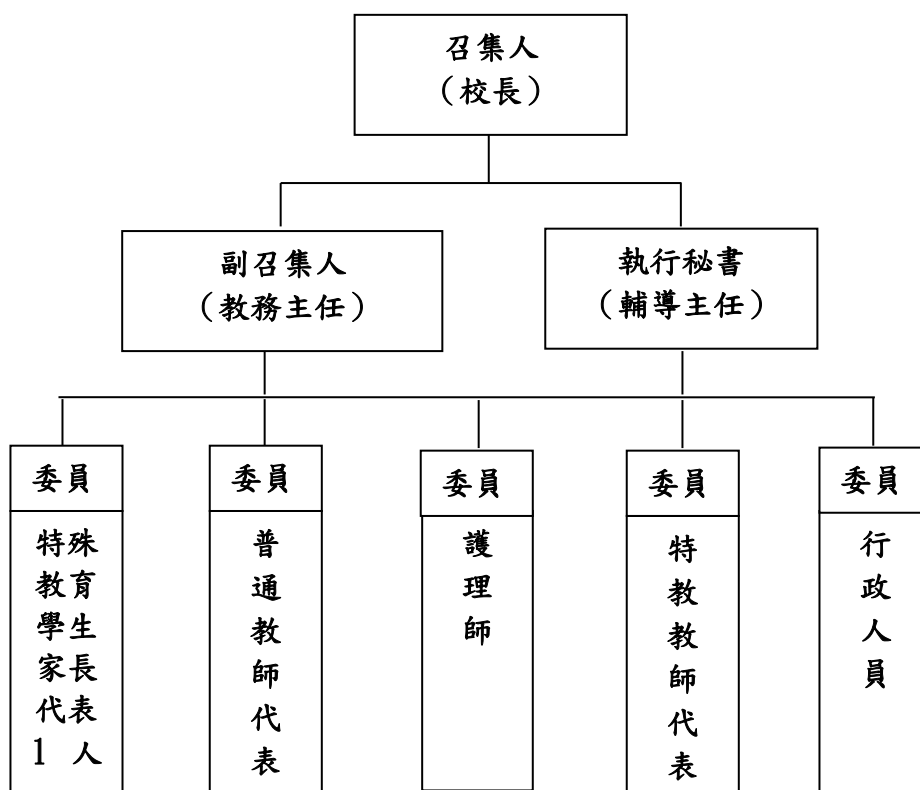 召集人
（校長）
副召集人
（教務主任）
執行秘書
（輔導主任）
委員
特殊
教育
學生
家長
代表
1 人
委員
普通教師代表
委員
護理師
委員
特教教師代表
委員
行政人員